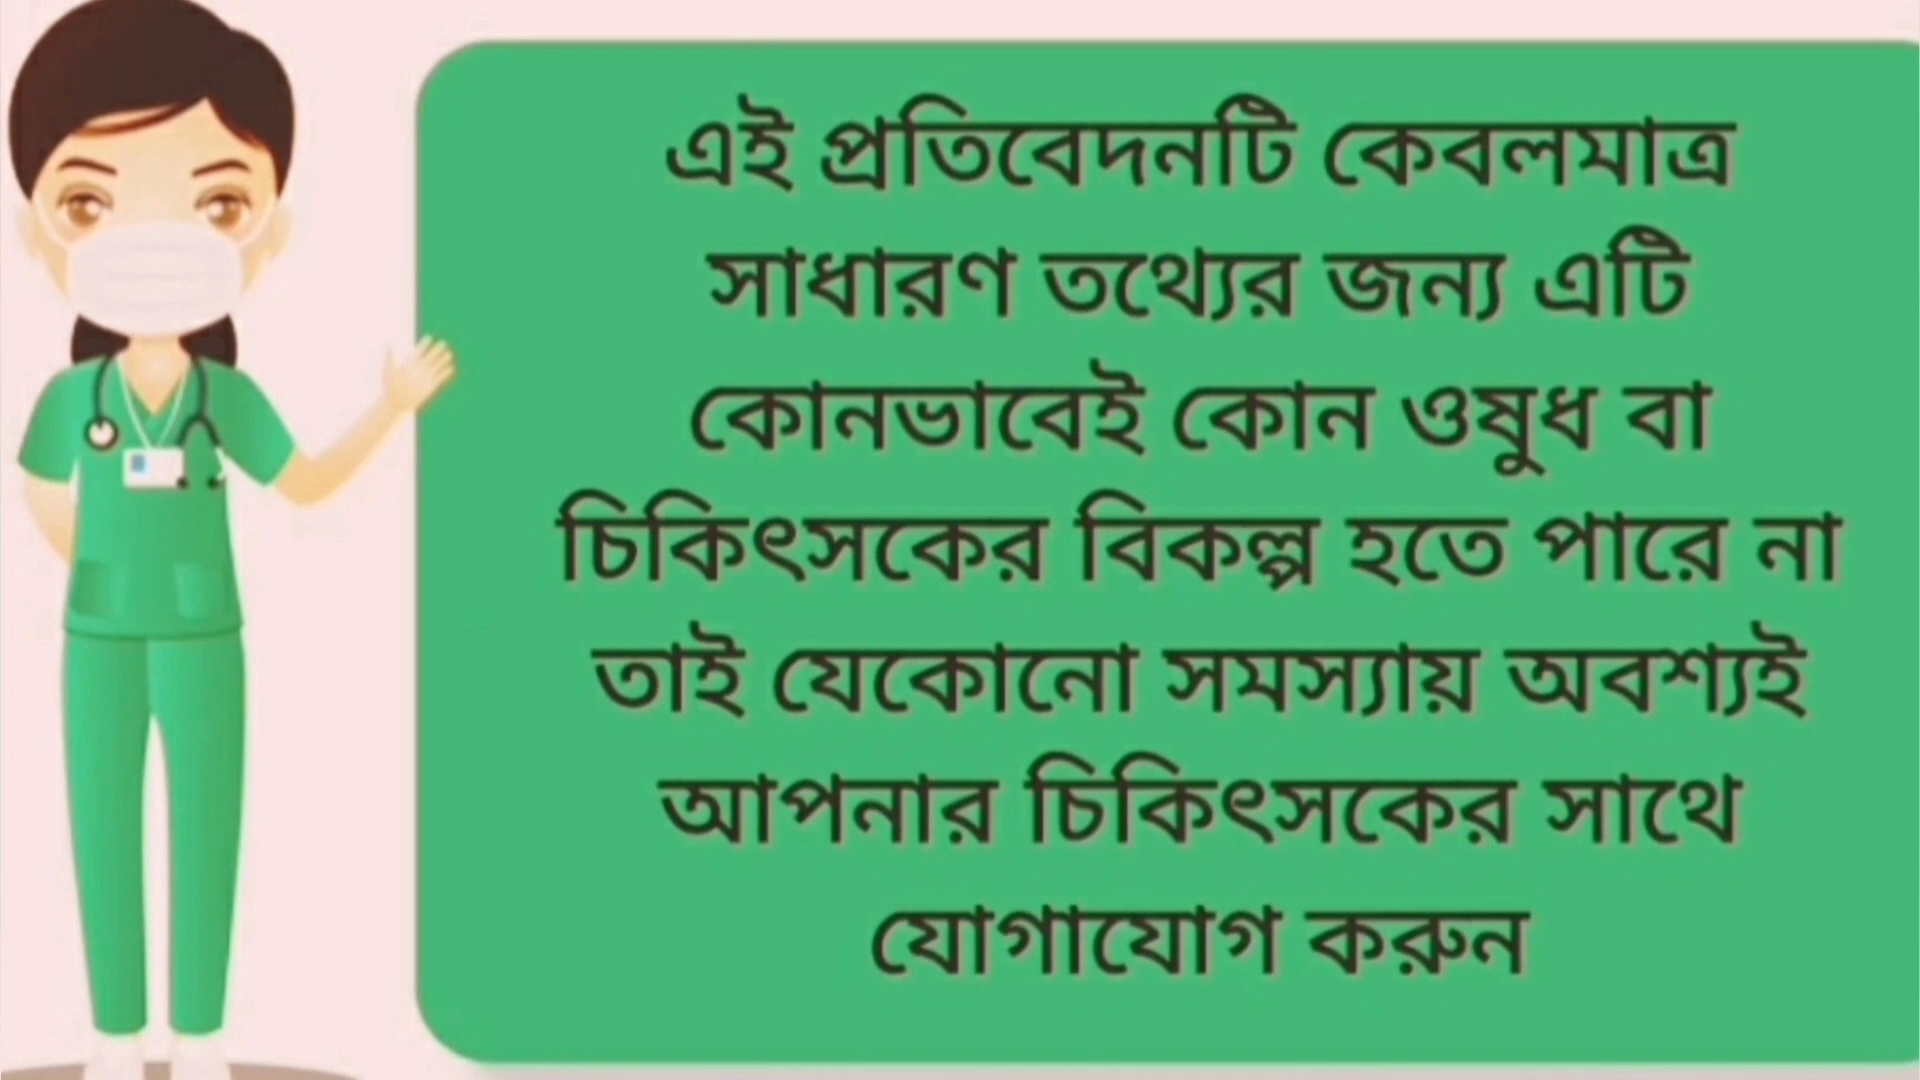 এই প্রতিবেদনটি কেবলমাত্র
সাধারণ তথ্যের জন্য এটি
কোনভাবেই কোন ওষুধ বা
চিকিৎসকের বিকল্প হতে পারে না
তাই যেকোনো সমস্যায় অবশ্যই
আপনার চিকিৎসকের সাথে
যোগাযোগ করুন